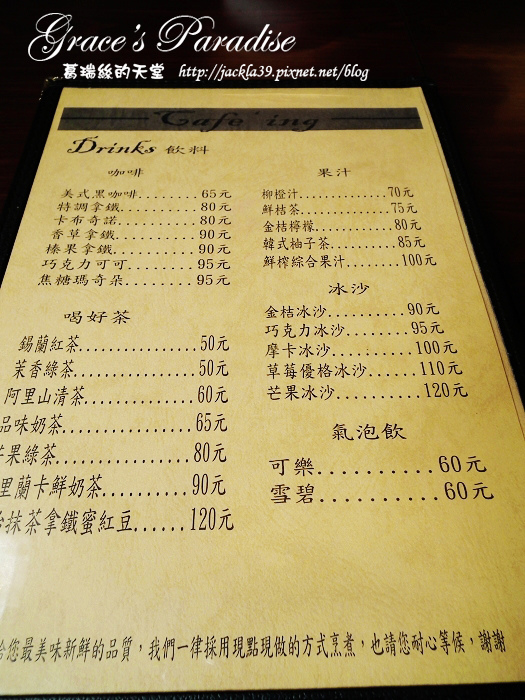 Grace's Paradise
葛瑞絲的天堂 http://jackla39.pixnet.net/blog
Cafe' ing
Drinks 飲料
咖啡
美式黑咖啡........65元
特調拿鐵..........80元
卡布奇諾..........80元
香草拿鐵..........90元
榛果拿鐵..........90元
巧克力可可........95元
焦糖瑪奇朵........95元
喝好茶
錫蘭紅茶...............50元
茉香綠茶...............50元
阿里山清茶.............60元
品味奶茶...............65元
果綠茶................80元
里蘭卡鮮奶茶..........90元
抹茶拿鐵蜜紅豆......120元
果汁
柳橙汁...........70元
鮮桔茶...........75元
金桔檸檬.........80元
韓式柚子茶.......85元
鮮榨綜合果汁....100元
冰沙
金桔冰沙..........90元
巧克力冰沙........95元
摩卡冰沙.........100元
草莓優格冰沙.....110元
芒果冰沙.........120元
氣泡飲
可樂..........60元
雪碧..........60元
給您最美味新鮮的品質，我們一律採用現點現做的方式烹煮，也請您耐心等候，謝謝